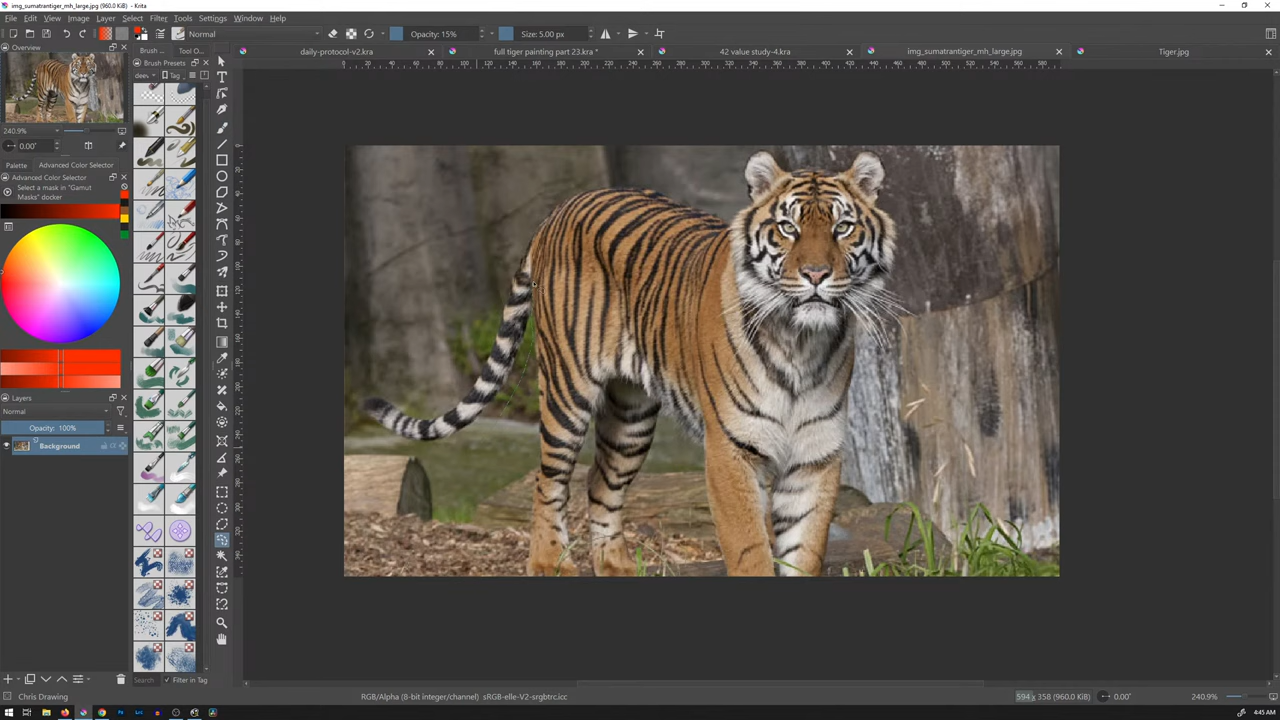 img_sumatrantiger_mh_large.jpg (960.0 KiB) - Krita
File Edit View Image Layer Select Filter Tools Settings Window Help
Normal Opacity: 15% Size: 5.00 px
Overview Brush ... Tool O... daily-protocol-v2.kra full tiger painting part 23.kra * 42 value study-4.kra img_sumatrantiger_mh_large.jpg Tiger.jpg
Brush Presets
dees Tag
240.9%
0.00°
Palette Advanced Color Selector
Advanced Color Selector
Select a mask in "Gamut
Masks" docker
Layers
Normal
Opacity: 100%
Background
Search Filter in Tag
Chris Drawing RGB/Alpha (8-bit integer/channel) sRGB-elle-V2-srgbtrc.icc 594 x 358 (960.0 KiB) 0.00° 240.9%
4:45 AM